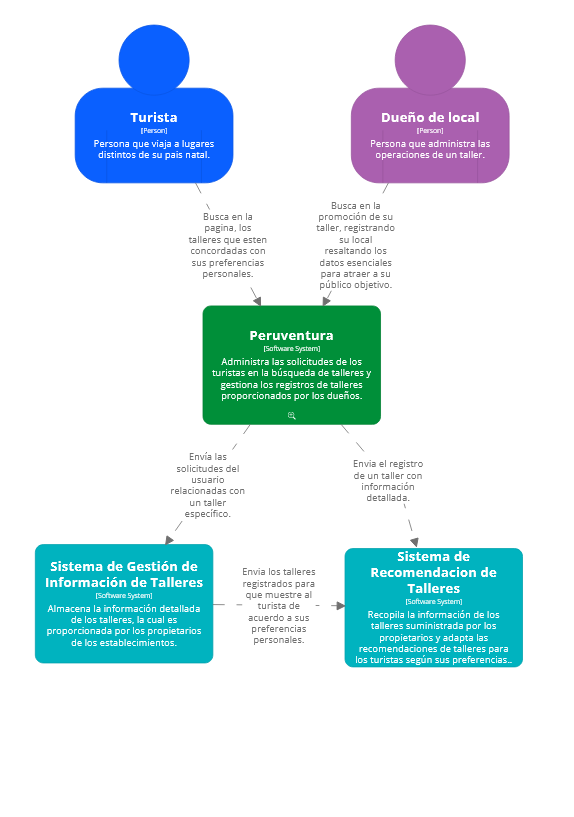 Turista
[Person]
Persona que viaja a lugares
distintos de su pais natal.
Dueño de local
[Person]
Persona que administra las
operaciones de un taller.
Busca en la
pagina, los
talleres que esten
concordadas con
sus preferencias
personales.
Busca en la
promoción de su
taller, registrando
su local
resaltando los
datos esenciales
para atraer a su
público objetivo.
Peruventura
[Software System]
Administra las solicitudes de los
turistas en la búsqueda de talleres y
gestiona los registros de talleres
proporcionados por los dueños.
Envía las
solicitudes del
usuario
relacionadas con
un taller
específico.
Envia el registro
de un taller con
información
detallada.
Sistema de Gestión de
Información de Talleres
[Software System]
Almacena la información detallada
de los talleres, la cual es
proporcionada por los propietarios
de los establecimientos.
Envia los talleres
registrados para
que muestre al
turista de
acuerdo a sus
preferencias
personales.
Sistema de
Recomendacion de
Talleres
[Software System]
Recopila la información de los
talleres suministrada por los
propietarios y adapta las
recomendaciones de talleres para
los turistas según sus preferencias..